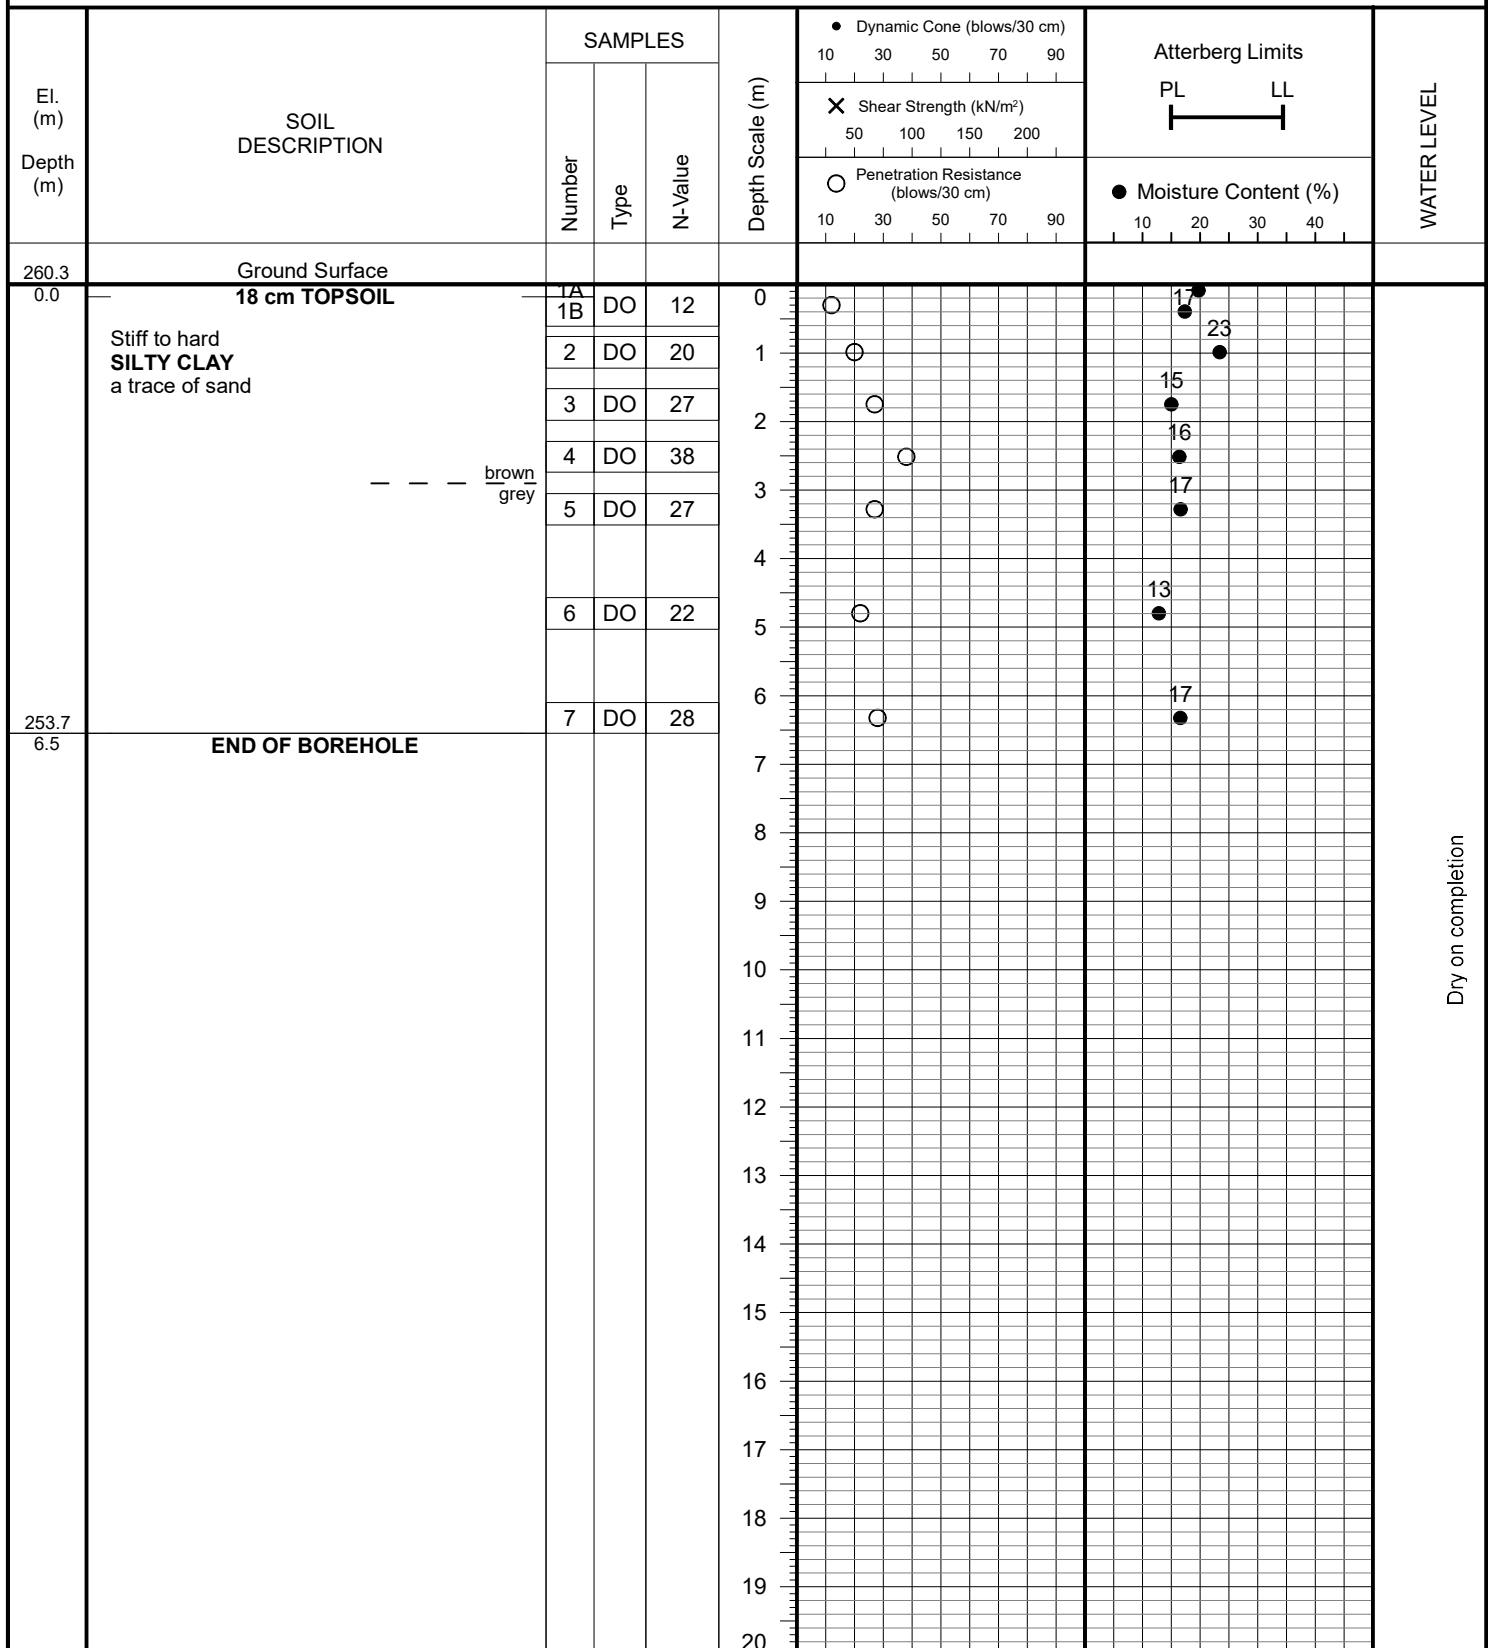 SAMPLES
El.
(m)
Depth
(m)
SOIL
DESCRIPTION
Number
Type
N-Value
Depth Scale (m)
Dynamic Cone (blows/30 cm)
10 30 50 70 90
Shear Strength (kN/m²)
50 100 150 200
Penetration Resistance
(blows/30 cm)
10 30 50 70 90
Atterberg Limits
PL LL
Moisture Content (%)
10 20 30 40
WATER LEVEL
260.3
Ground Surface
0.0
18 cm TOPSOIL
1A
1B DO 12
0
17
Stiff to hard
SILTY CLAY
a trace of sand
23
2 DO 20
1
15
3 DO 27
2
16
4 DO 38
brown
grey
3
17
5 DO 27
4
13
6 DO 22
5
6
17
7 DO 28
253.7
6.5
END OF BOREHOLE
7
8
9
10
11
12
13
14
15
16
17
18
19
20
Dry on completion